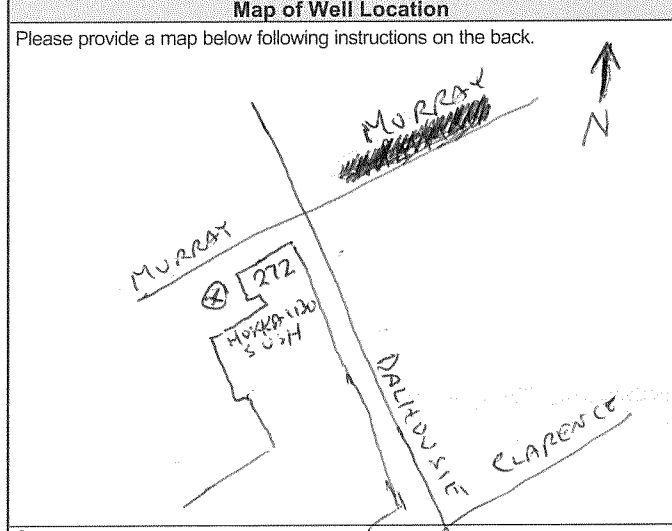 Map of Well Location
Please provide a map below following instructions on the back.
MURRAY
N
MURRAY
272
HOKKAIDO
SUSH
DALHOUSIE
CLARENCE